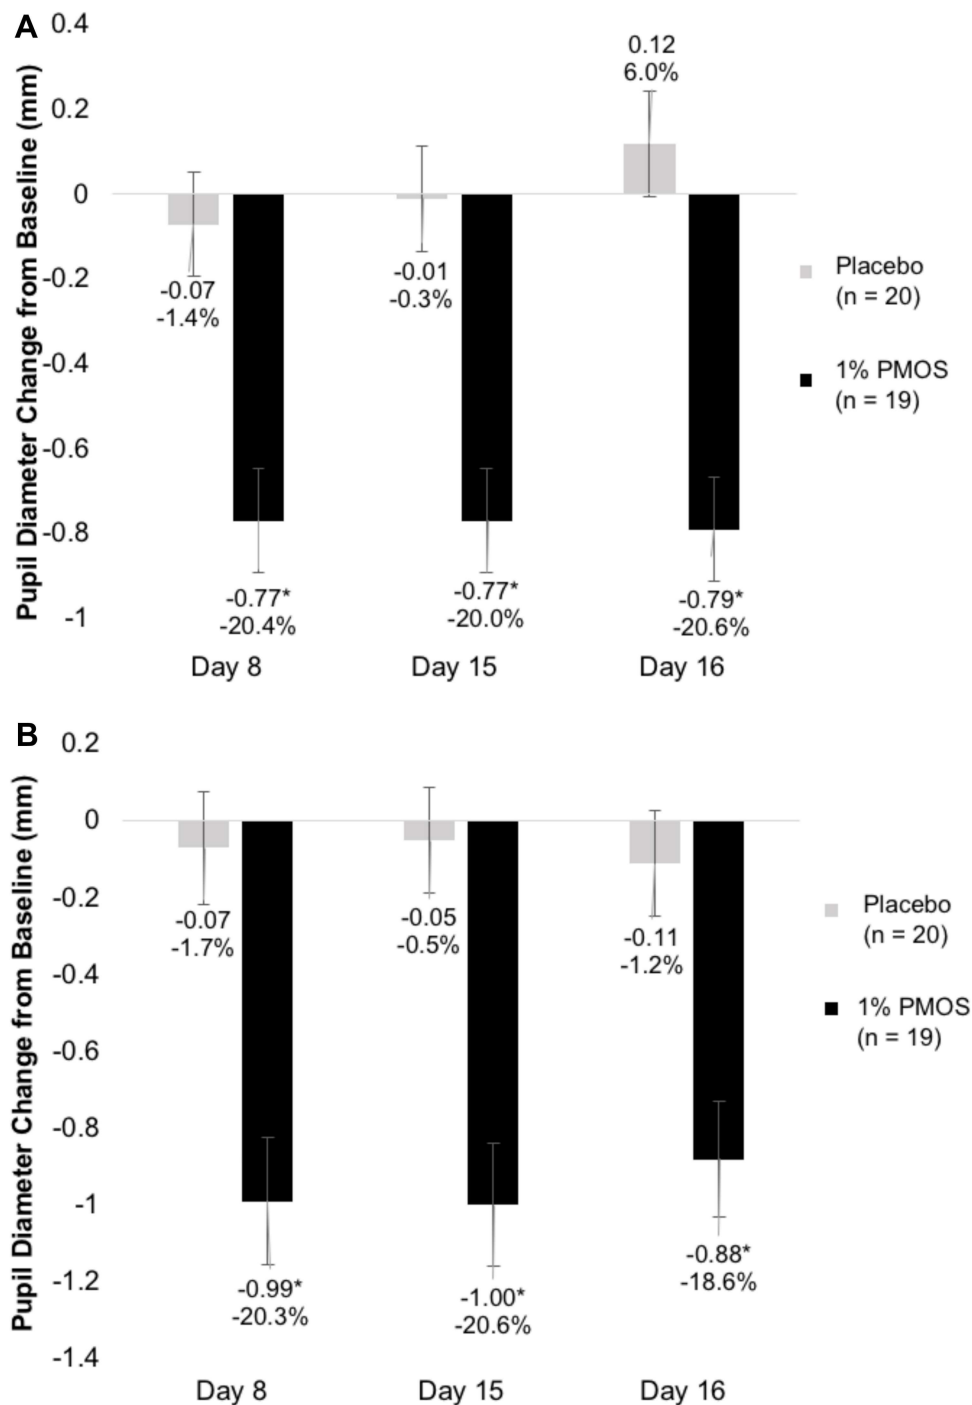 A
Pupil Diameter Change from Baseline (mm)
0.4
0.2
0
-0.2
-0.4
-0.6
-0.8
-1
-0.07
-1.4%
-0.77*
-20.4%
-0.01
-0.3%
-0.77*
-20.0%
0.12
6.0%
-0.79*
-20.6%
Day 8
Day 15
Day 16
Placebo
(n = 20)
1% PMOS
(n = 19)
B
Pupil Diameter Change from Baseline (mm)
0.2
0
-0.2
-0.4
-0.6
-0.8
-1
-1.2
-1.4
-0.07
-1.7%
-0.99*
-20.3%
-0.05
-0.5%
-1.00*
-20.6%
-0.11
-1.2%
-0.88*
-18.6%
Day 8
Day 15
Day 16
Placebo
(n = 20)
1% PMOS
(n = 19)